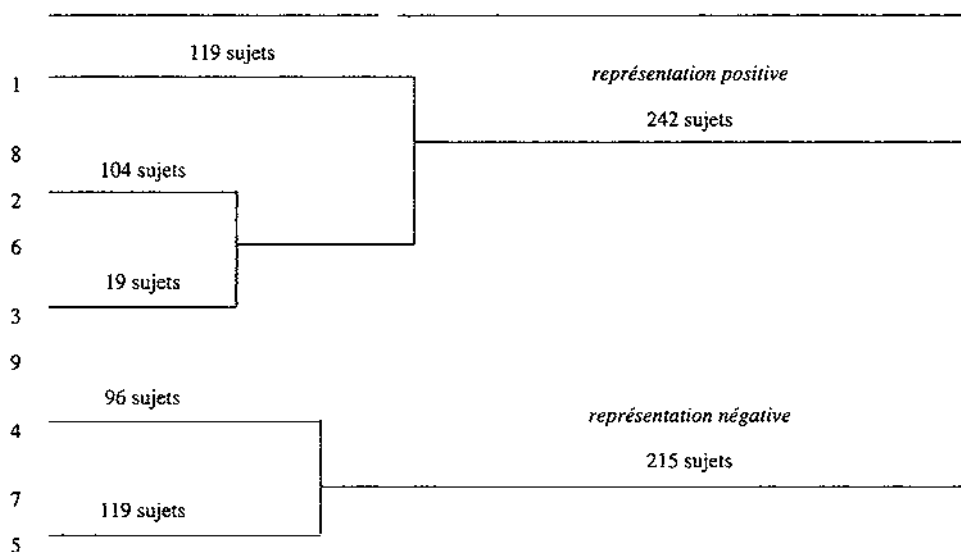 119 sujets
1
représentation positive
242 sujets
8
104 sujets
2
6
19 sujets
3
9
96 sujets
4
représentation négative
215 sujets
7
119 sujets
5